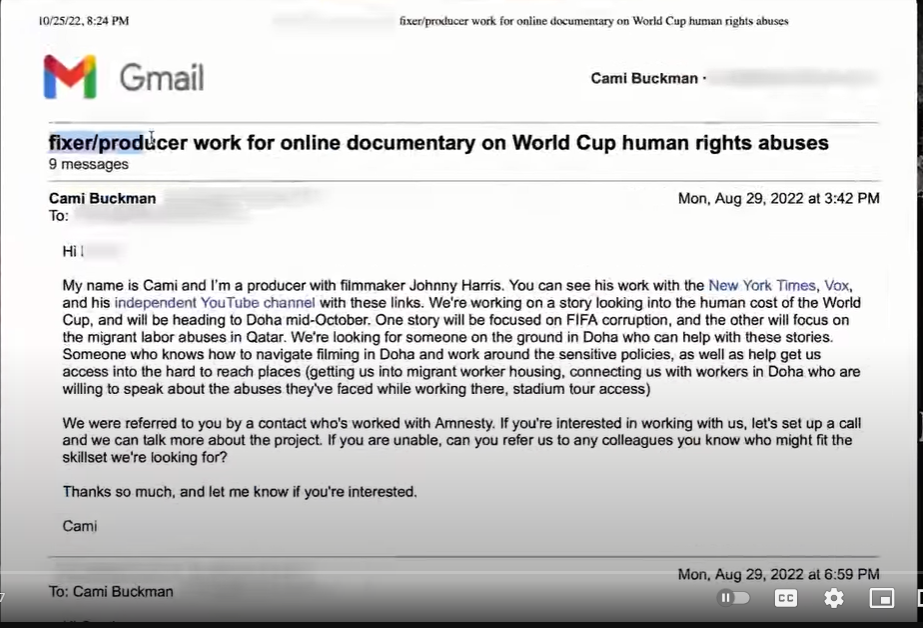 10/25/22, 8:24 PM fixer/producer work for online documentary on World Cup human rights abuses
Gmail
Cami Buckman ·
fixer/producer work for online documentary on World Cup human rights abuses
9 messages
Cami Buckman Mon, Aug 29, 2022 at 3:42 PM
To:
Hi
My name is Cami and I'm a producer with filmmaker Johnny Harris. You can see his work with the New York Times, Vox,
and his independent YouTube channel with these links. We're working on a story looking into the human cost of the World
Cup, and will be heading to Doha mid-October. One story will be focused on FIFA corruption, and the other will focus on
the migrant labor abuses in Qatar. We're looking for someone on the ground in Doha who can help with these stories.
Someone who knows how to navigate filming in Doha and work around the sensitive policies, as well as help get us
access into the hard to reach places (getting us into migrant worker housing, connecting us with workers in Doha who are
willing to speak about the abuses they've faced while working there, stadium tour access)
We were referred to you by a contact who's worked with Amnesty. If you're interested in working with us, let's set up a call
and we can talk more about the project. If you are unable, can you refer us to any colleagues you know who might fit the
skillset we're looking for?
Thanks so much, and let me know if you're interested.
Cami
Mon, Aug 29, 2022 at 6:59 PM
To: Cami Buckman
CC